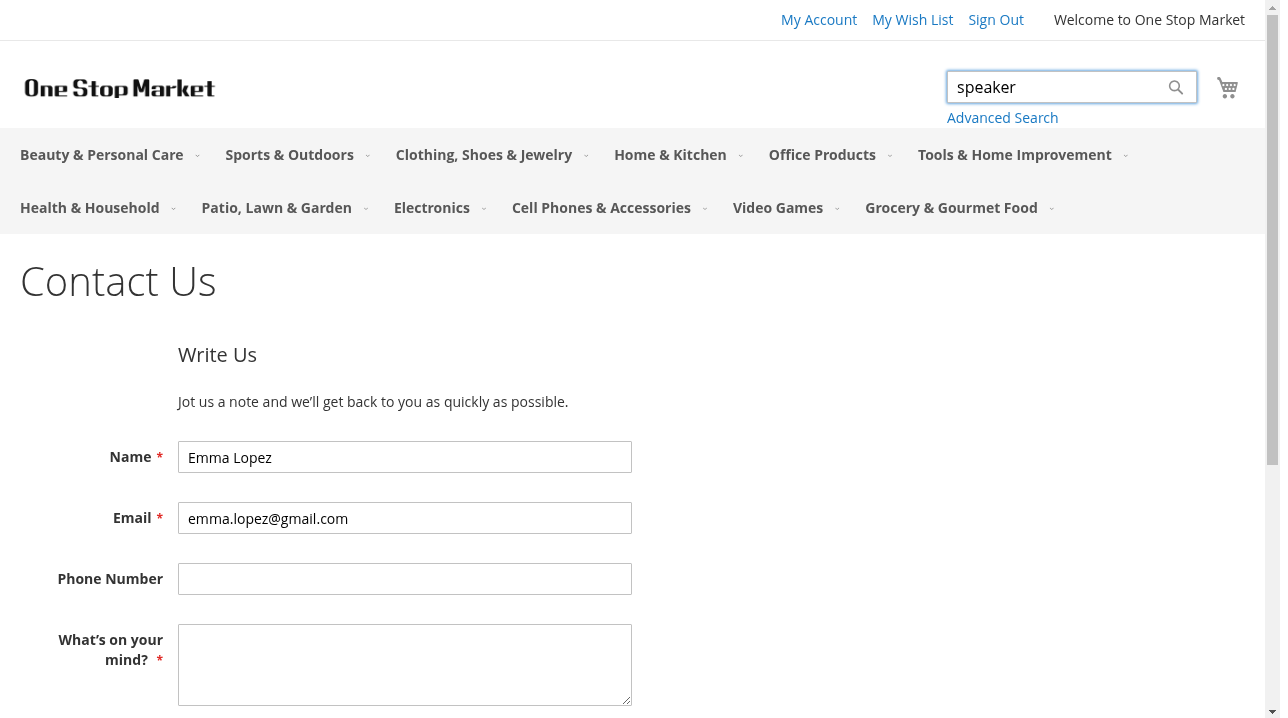 My Account My Wish List Sign Out Welcome to One Stop Market
One Stop Market
speaker
Advanced Search
Beauty & Personal Care Sports & Outdoors Clothing, Shoes & Jewelry Home & Kitchen Office Products Tools & Home Improvement
Health & Household Patio, Lawn & Garden Electronics Cell Phones & Accessories Video Games Grocery & Gourmet Food
Contact Us
Write Us
Jot us a note and we’ll get back to you as quickly as possible.
Name * Emma Lopez
Email * emma.lopez@gmail.com
Phone Number
What’s on your
mind? *